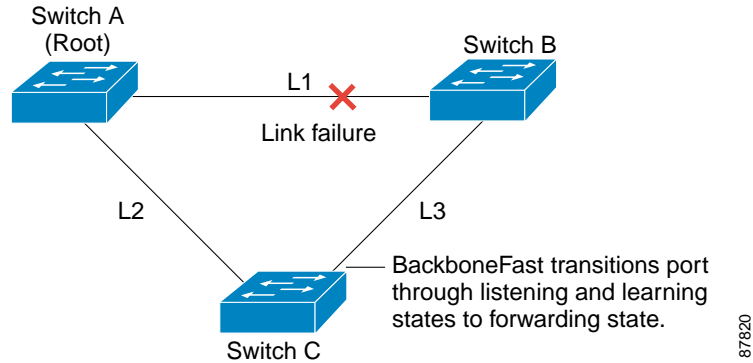 Switch A
(Root)
Switch B
L1
Link failure
L2
L3
BackboneFast transitions port
through listening and learning
states to forwarding state.
Switch C
87820